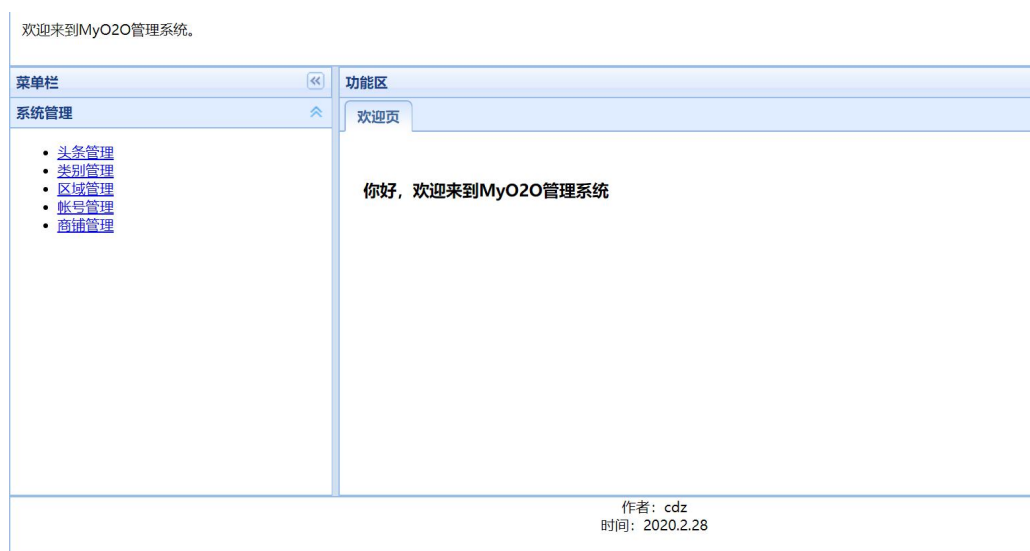 欢迎来到MyO2O管理系统。
菜单栏
系统管理
头条管理
类别管理
区域管理
帐号管理
商铺管理
功能区
欢迎页
你好，欢迎来到MyO2O管理系统
作者：cdz
时间：2020.2.28